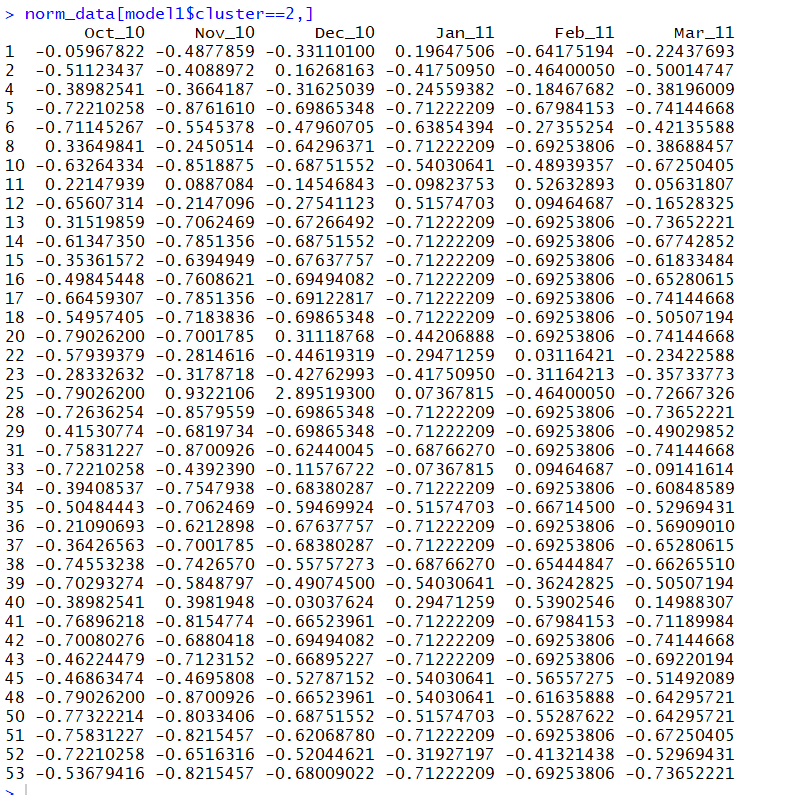 > norm_data[model1$cluster==2,]
Oct_10 Nov_10 Dec_10 Jan_11 Feb_11 Mar_11
1 -0.05967822 -0.4877859 -0.33110100 0.19647506 -0.64175194 -0.22437693
2 -0.51123437 -0.4088972 0.16268163 -0.41750950 -0.46400050 -0.50014747
4 -0.38982541 -0.3664187 -0.31625039 -0.24559382 -0.18467682 -0.38196009
5 -0.72210258 -0.8761610 -0.69865348 -0.71222209 -0.67984153 -0.74144668
6 -0.71145267 -0.5545378 -0.47960705 -0.63854394 -0.27355254 -0.42135588
8 0.33649841 -0.2450514 -0.64296371 -0.71222209 -0.69253806 -0.38688457
10 -0.63264334 -0.8518875 -0.68751552 -0.54030641 -0.48939357 -0.67250405
11 0.22147939 0.0887084 -0.14546843 -0.09823753 0.52632893 0.05631807
12 -0.65607314 -0.2147096 -0.27541123 0.51574703 0.09464687 -0.16528325
13 0.31519859 -0.7062469 -0.67266492 -0.71222209 -0.69253806 -0.73652221
14 -0.61347350 -0.7851356 -0.68751552 -0.71222209 -0.69253806 -0.67742852
15 -0.35361572 -0.6394949 -0.67637757 -0.71222209 -0.69253806 -0.61833484
16 -0.49845448 -0.7608621 -0.69494082 -0.71222209 -0.69253806 -0.65280615
17 -0.66459307 -0.7851356 -0.69122817 -0.71222209 -0.69253806 -0.74144668
18 -0.54957405 -0.7183836 -0.69865348 -0.71222209 -0.69253806 -0.50507194
20 -0.79026200 -0.7001785 0.31118768 -0.44206888 -0.69253806 -0.74144668
22 -0.57939379 -0.2814616 -0.44619319 -0.29471259 0.03116421 -0.23422588
23 -0.28332632 -0.3178718 -0.42762993 -0.41750950 -0.31164213 -0.35733773
25 -0.79026200 0.9322106 2.89519300 0.07367815 -0.46400050 -0.72667326
28 -0.72636254 -0.8579559 -0.69865348 -0.71222209 -0.69253806 -0.73652221
29 0.41530774 -0.6819734 -0.69865348 -0.71222209 -0.69253806 -0.49029852
31 -0.75831227 -0.8700926 -0.62440045 -0.68766270 -0.69253806 -0.74144668
33 -0.72210258 -0.4392390 -0.11576722 -0.07367815 0.09464687 -0.09141614
34 -0.39408537 -0.7547938 -0.68380287 -0.71222209 -0.69253806 -0.60848589
35 -0.50484443 -0.7062469 -0.59469924 -0.51574703 -0.66714500 -0.52969431
36 -0.21090693 -0.6212898 -0.67637757 -0.71222209 -0.69253806 -0.56909010
37 -0.36426563 -0.7001785 -0.68380287 -0.71222209 -0.69253806 -0.65280615
38 -0.74553238 -0.7426570 -0.55757273 -0.68766270 -0.65444847 -0.66265510
39 -0.70293274 -0.5848797 -0.49074500 -0.54030641 -0.36242825 -0.50507194
40 -0.38982541 0.3981948 -0.03037624 0.29471259 0.53902546 0.14988307
41 -0.76896218 -0.8154774 -0.66523961 -0.71222209 -0.67984153 -0.71189984
42 -0.70080276 -0.6880418 -0.69494082 -0.71222209 -0.69253806 -0.74144668
43 -0.46224479 -0.7123152 -0.66895227 -0.71222209 -0.69253806 -0.69220194
45 -0.46863474 -0.4695808 -0.52787152 -0.54030641 -0.56557275 -0.51492089
48 -0.79026200 -0.8700926 -0.66523961 -0.54030641 -0.61635888 -0.64295721
50 -0.77322214 -0.8033406 -0.68751552 -0.51574703 -0.55287622 -0.64295721
51 -0.75831227 -0.8215457 -0.62068780 -0.71222209 -0.69253806 -0.67250405
52 -0.72210258 -0.6516316 -0.52044621 -0.31927197 -0.41321438 -0.52969431
53 -0.53679416 -0.8215457 -0.68009022 -0.71222209 -0.69253806 -0.73652221
>